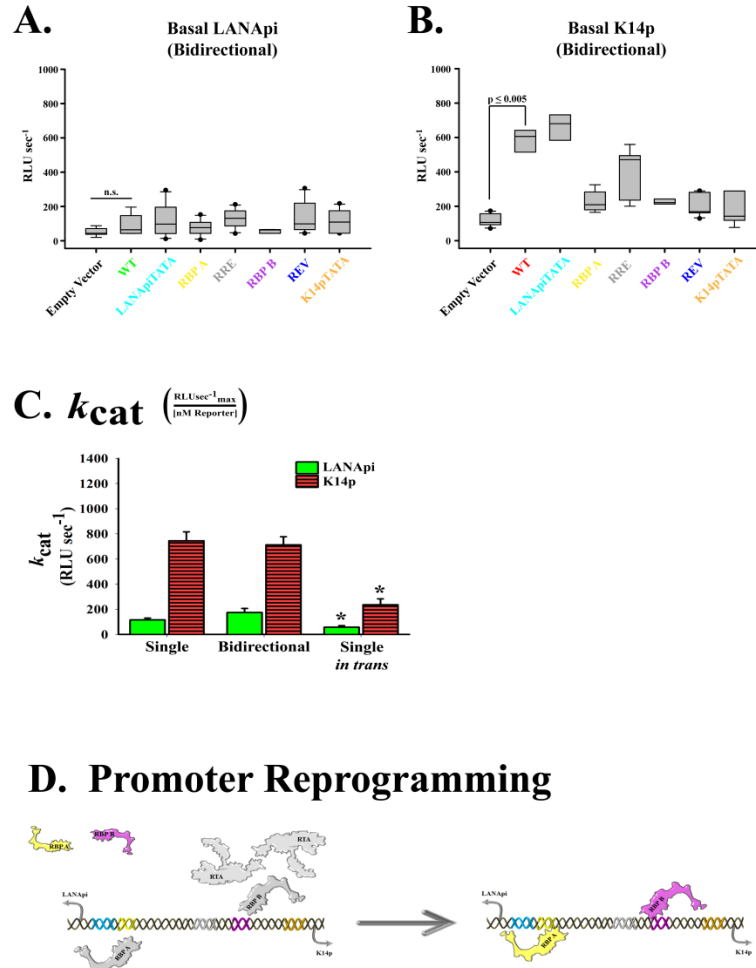 A.
Basal LANApi
(Bidirectional)
1000
800
600
400
200
0
RLU sec-1
n.s.
Empty Vector
WT
LANApiTATA
RBP A
RRE
RBP B
REV
K14pTATA
B.
Basal K14p
(Bidirectional)
1000
800
600
400
200
0
RLU sec-1
p ≤ 0.005
Empty Vector
WT
LANApiTATA
RBP A
RRE
RBP B
REV
K14pTATA
C. kcat (RLUsec-1max
[nM Reporter])
1400
1200
1000
800
600
400
200
0
kcat
(RLU sec-1)
LANApi
K14p
*
*
Single
Bidirectional
Single
in trans
D. Promoter Reprogramming
RBP A
RBP B
RTA
RTA
RBP B
LANApi
RBP A
K14p
LANApi
RBP B
RBP A
K14p